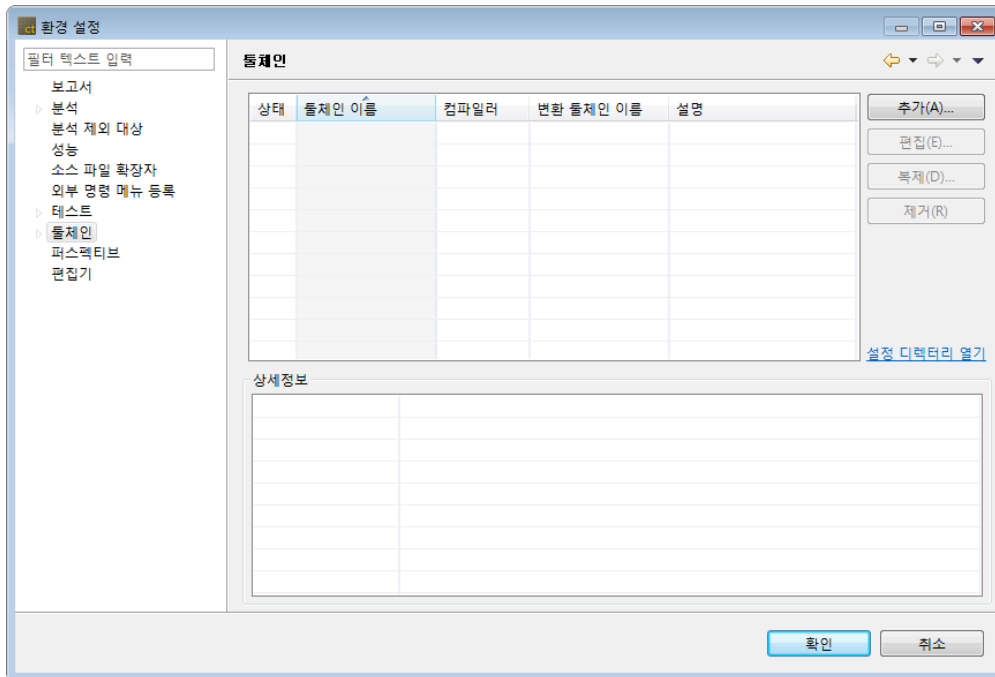 ct 환경 설정
필터 텍스트 입력
보고서
분석
분석 제외 대상
성능
소스 파일 확장자
외부 명령 메뉴 등록
테스트
툴체인
퍼스펙티브
편집기
툴체인
상태 툴체인 이름 컴파일러 변환 툴체인 이름 설명
추가(A)...
편집(E)...
복제(D)...
제거(R)
설정 디렉터리 열기
상세정보
확인 취소